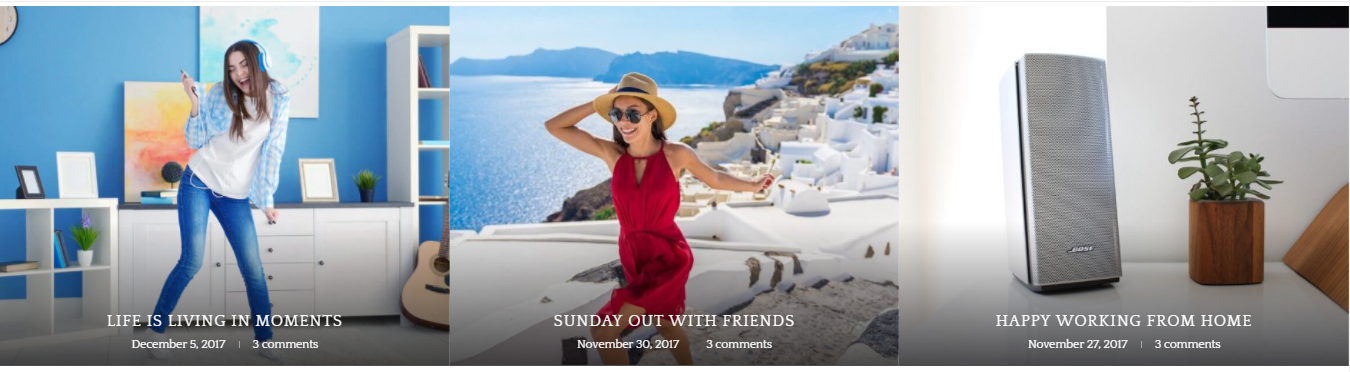 LIFE IS LIVING IN MOMENTS
December 5, 2017 | 3 comments
SUNDAY OUT WITH FRIENDS
November 30, 2017 3 comments
BOSE
HAPPY WORKING FROM HOME
November 27, 2017 | 3 comments